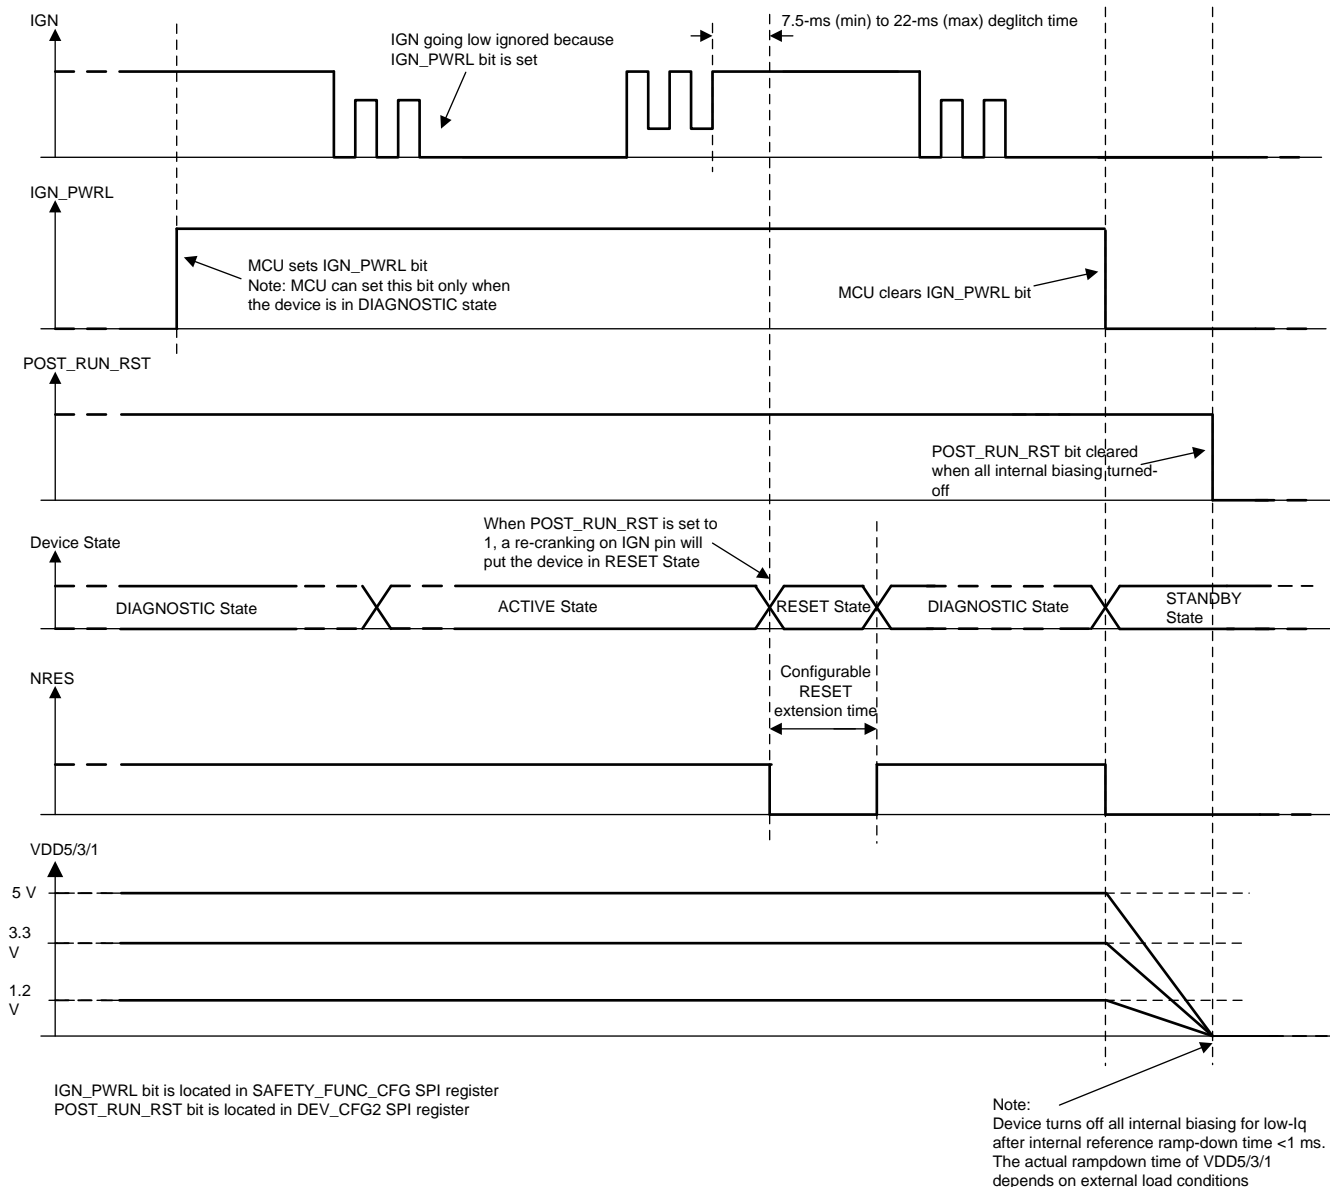 IGN
7.5-ms (min) to 22-ms (max) deglitch time
IGN going low ignored because
IGN_PWRL bit is set
IGN_PWRL
MCU sets IGN_PWRL bit
Note: MCU can set this bit only when
the device is in DIAGNOSTIC state
MCU clears IGN_PWRL bit
POST_RUN_RST
POST_RUN_RST bit cleared
when all internal biasing turned-
off
When POST_RUN_RST is set to
1, a re-cranking on IGN pin will
put the device in RESET State
Device State
DIAGNOSTIC State
ACTIVE State
RESET State
DIAGNOSTIC State
STANDBY
State
NRES
Configurable
RESET
extension time
VDD5/3/1
5 V
3.3
V
1.2
V
IGN_PWRL bit is located in SAFETY_FUNC_CFG SPI register
POST_RUN_RST bit is located in DEV_CFG2 SPI register
Note:
Device turns off all internal biasing for low-Iq
after internal reference ramp-down time <1 ms.
The actual rampdown time of VDD5/3/1
depends on external load conditions